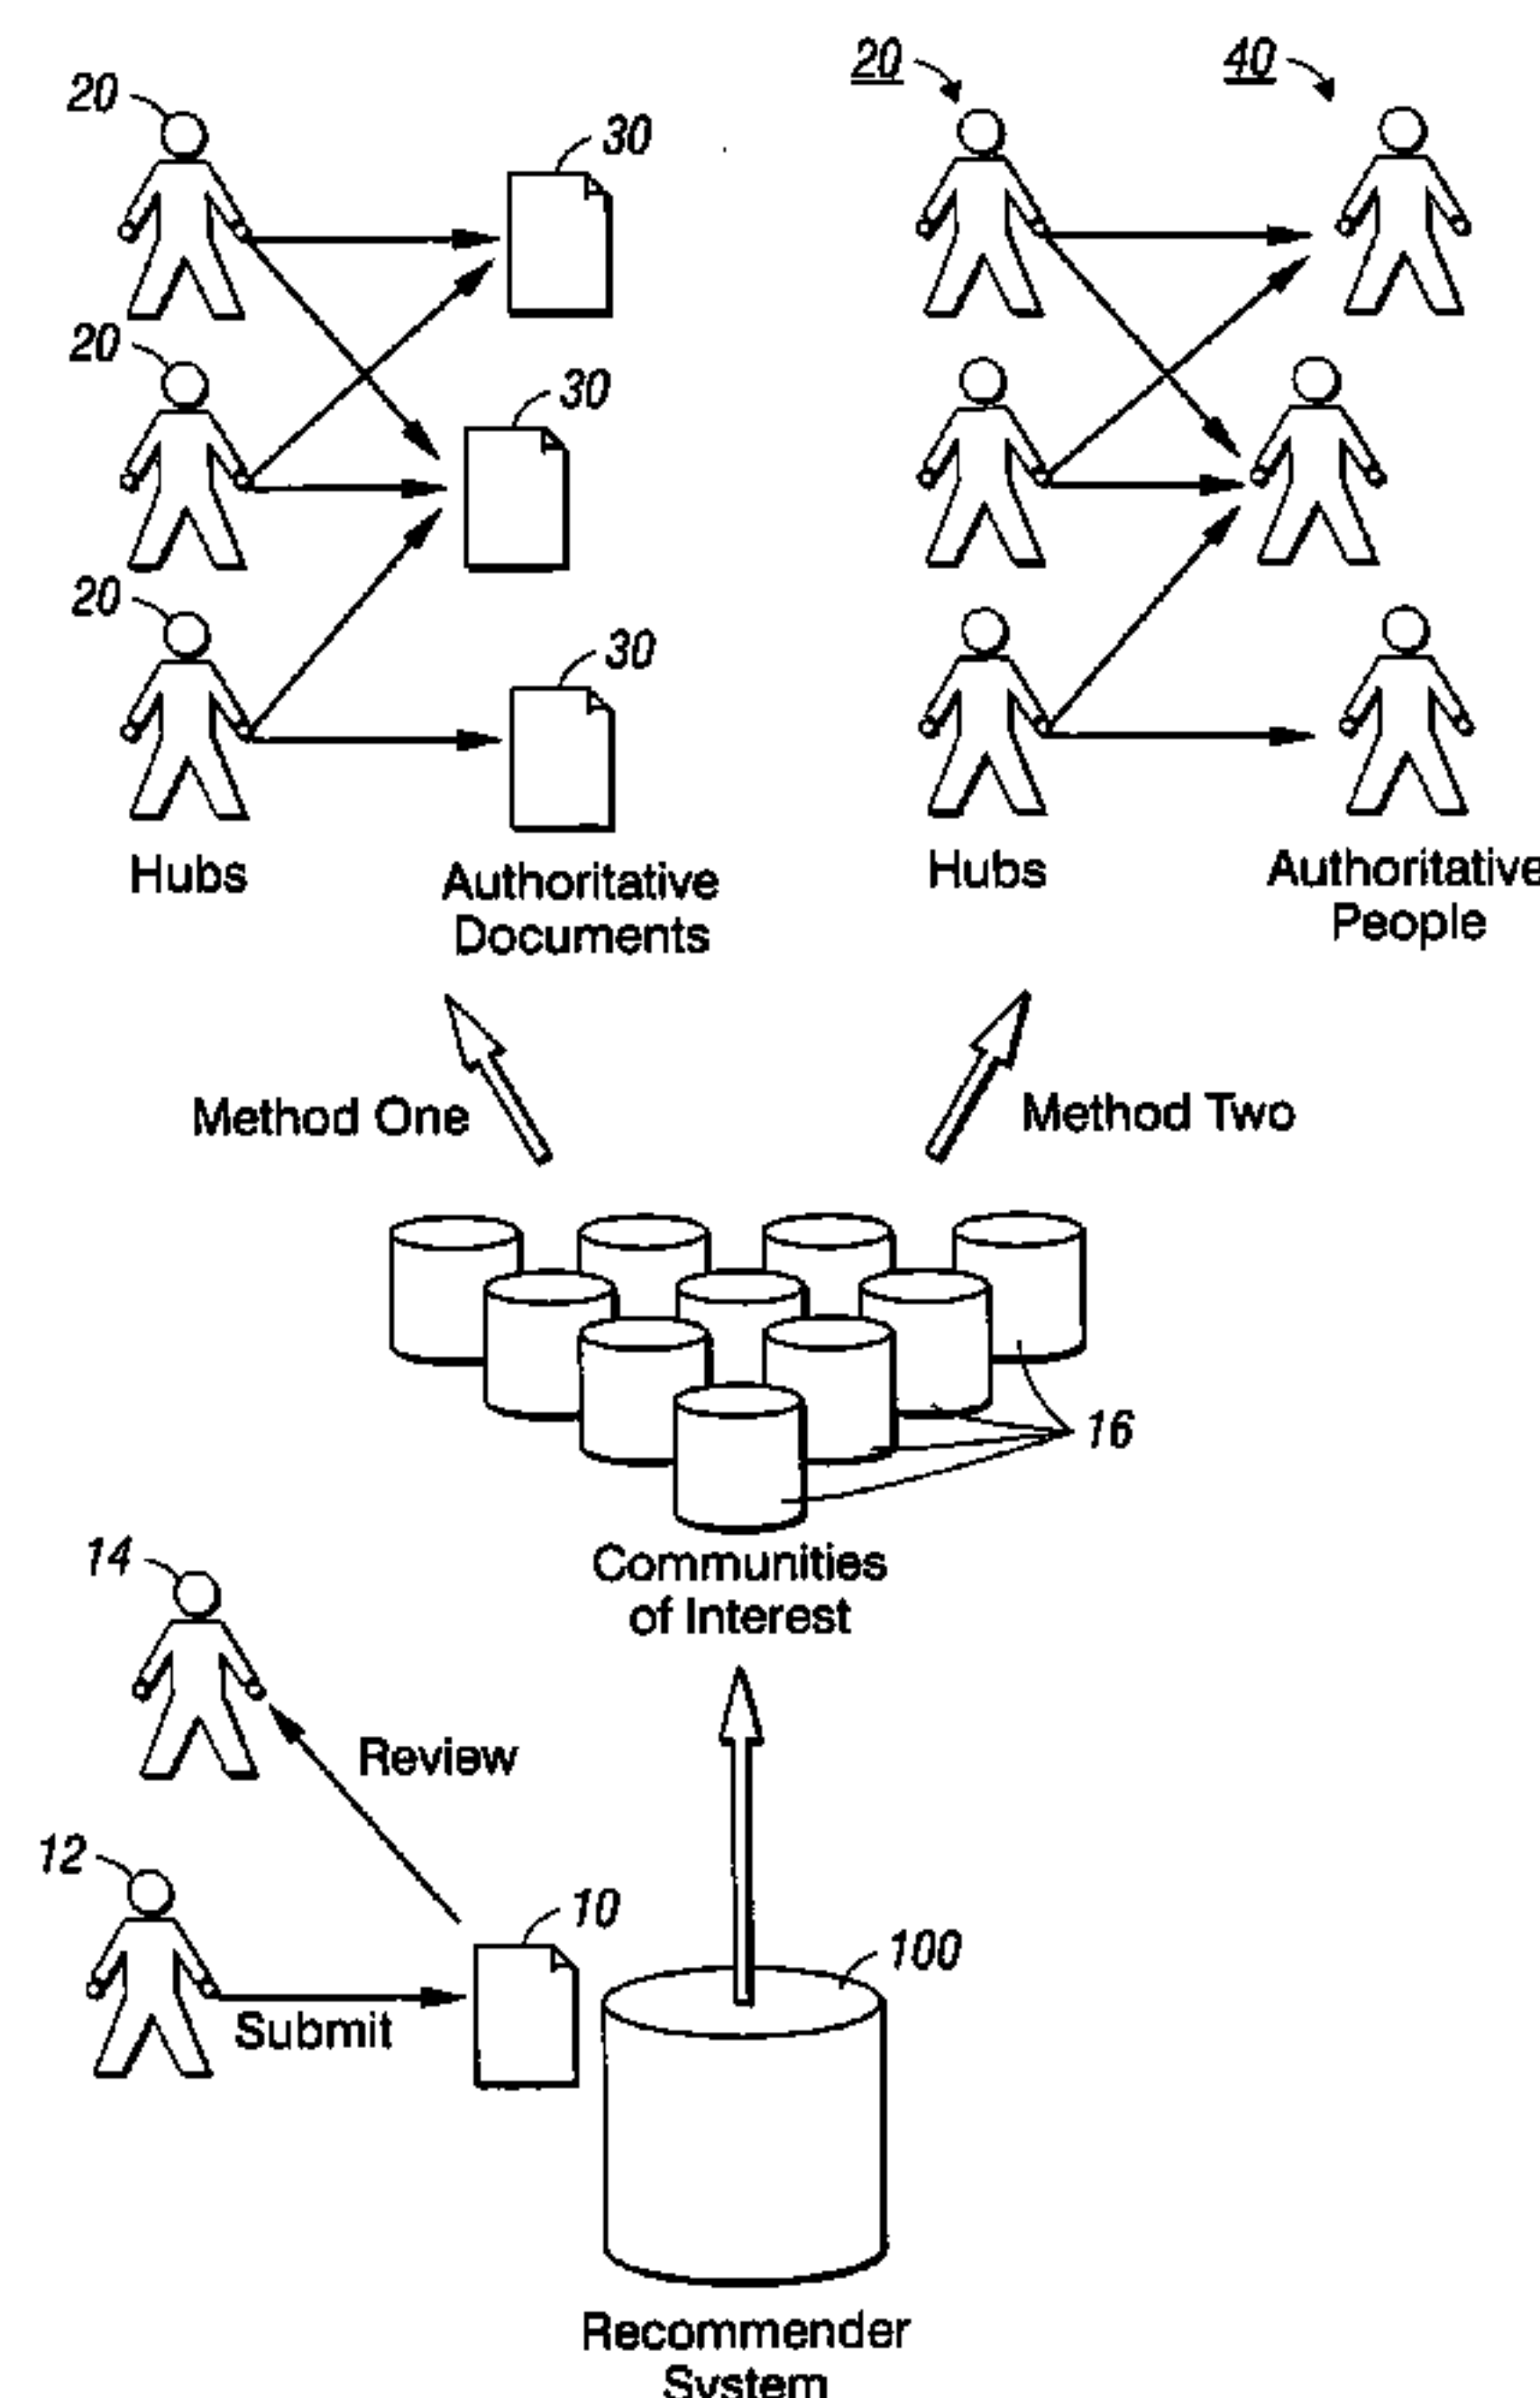 20
30
20
40
20
30
20
30
Hubs
Authoritative
Documents
Hubs
Authoritative
People
Method One
Method Two
16
Communities
of Interest
14
Review
12
10
Submit
100
Recommender
System